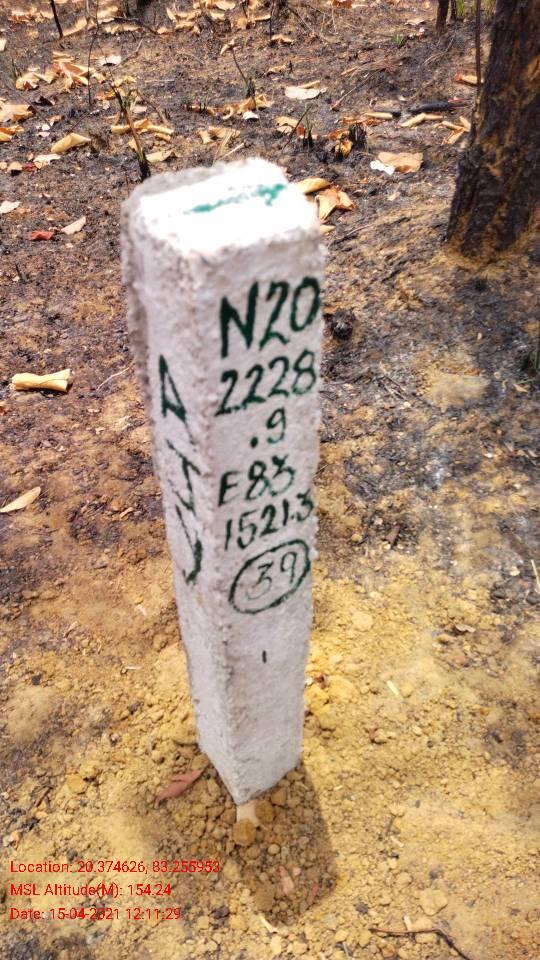 N20
2228
.9
E83
1521.3
39
Location: 20.374626, 83.255953
MSL Altitude(M): 154.24
Date: 15-04-2321 12:11:29